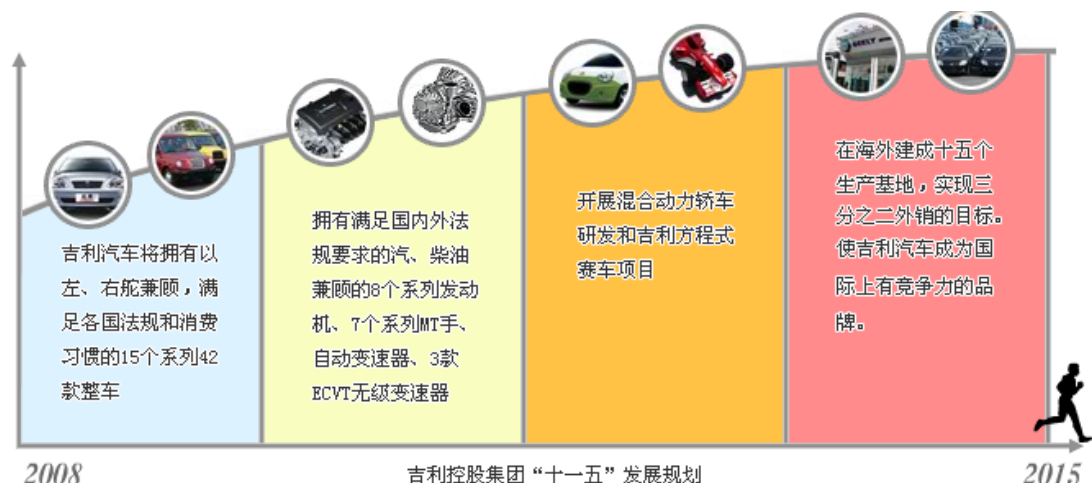 吉利汽车将拥有以
左、右舵兼顾，满
足各国法规和消费
习惯的15个系列42
款整车
拥有满足国内外法
规要求的汽、柴油
兼顾的8个系列发动
机、7个系列MT手、
自动变速器、3款
ECVT无级变速器
开展混合动力轿车
研发和吉利方程式
赛车项目
在海外建成十五个
生产基地，实现三
分之二外销的目标。
使吉利汽车成为国
际上有竞争力的品
牌。
2008
吉利控股集团“十一五”发展规划
2015